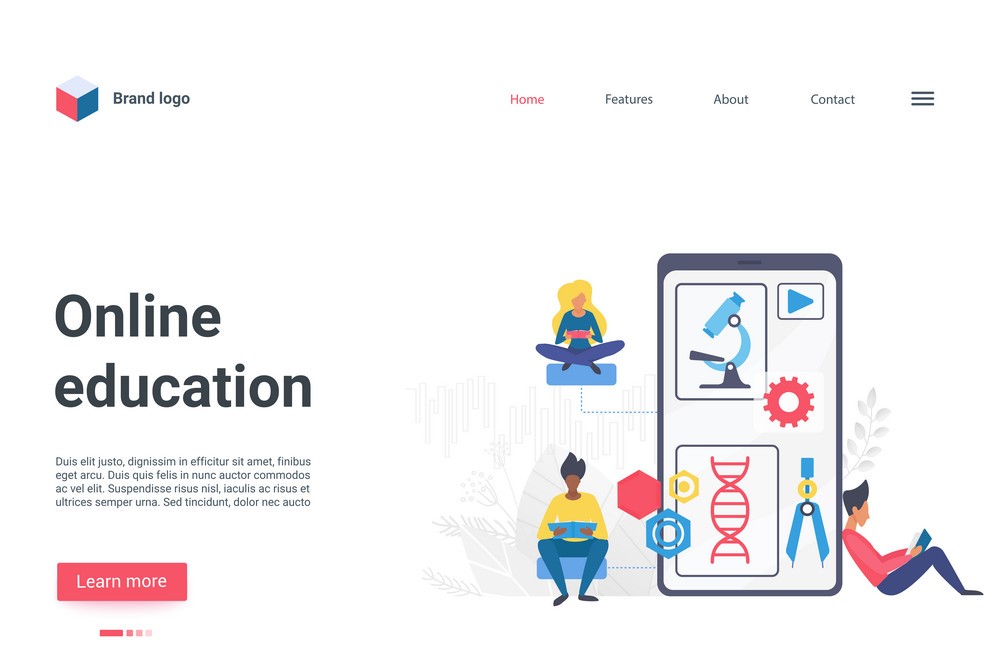 Brand logo
Home
Features
About
Contact
Online
education
Duis elit justo, dignissim in efficitur sit amet, finibus
eget arcu. Duis quis felis in nunc auctor commodos
ac vel elit. Suspendisse risus nisl, iaculis ac risus et
ultrices semper urna. Sed tincidunt, dolor nec aucto
Learn more